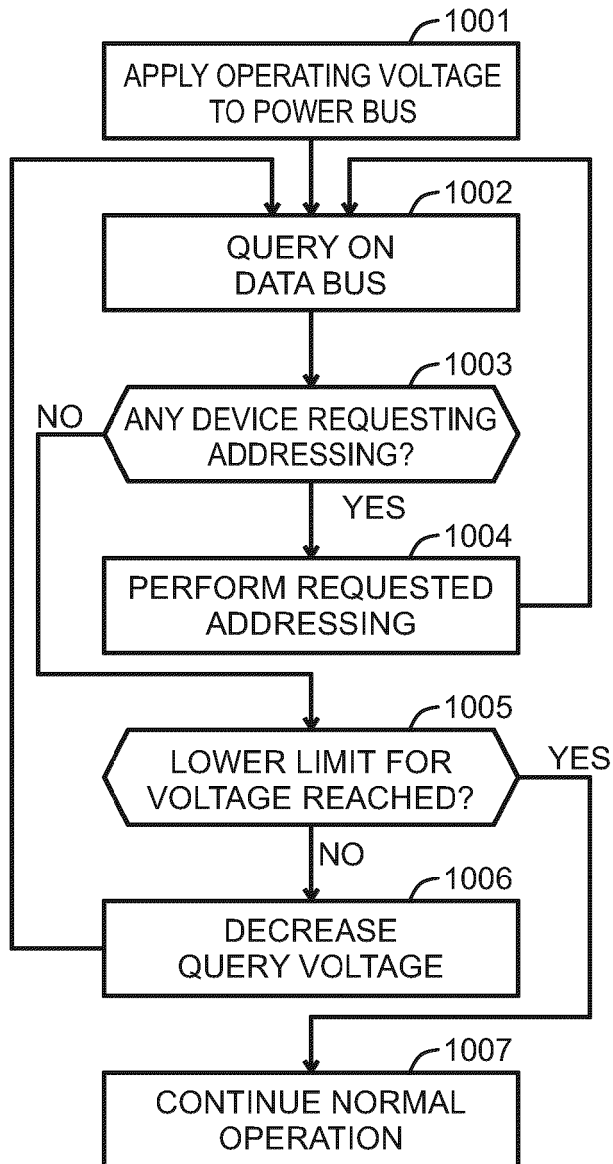 1001
APPLY OPERATING VOLTAGE
TO POWER BUS
1002
QUERY ON
DATA BUS
1003
NO
ANY DEVICE REQUESTING
ADDRESSING?
YES
1004
PERFORM REQUESTED
ADDRESSING
1005
LOWER LIMIT FOR
VOLTAGE REACHED?
YES
NO
1006
DECREASE
QUERY VOLTAGE
1007
CONTINUE NORMAL
OPERATION